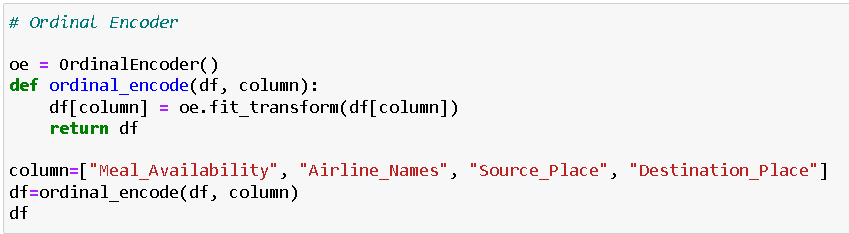 # Ordinal Encoder
oe = OrdinalEncoder()
def ordinal_encode(df, column):
    df[column] = oe.fit_transform(df[column])
    return df
column=["Meal_Availability", "Airline_Names", "Source_Place", "Destination_Place"]
df=ordinal_encode(df, column)
df